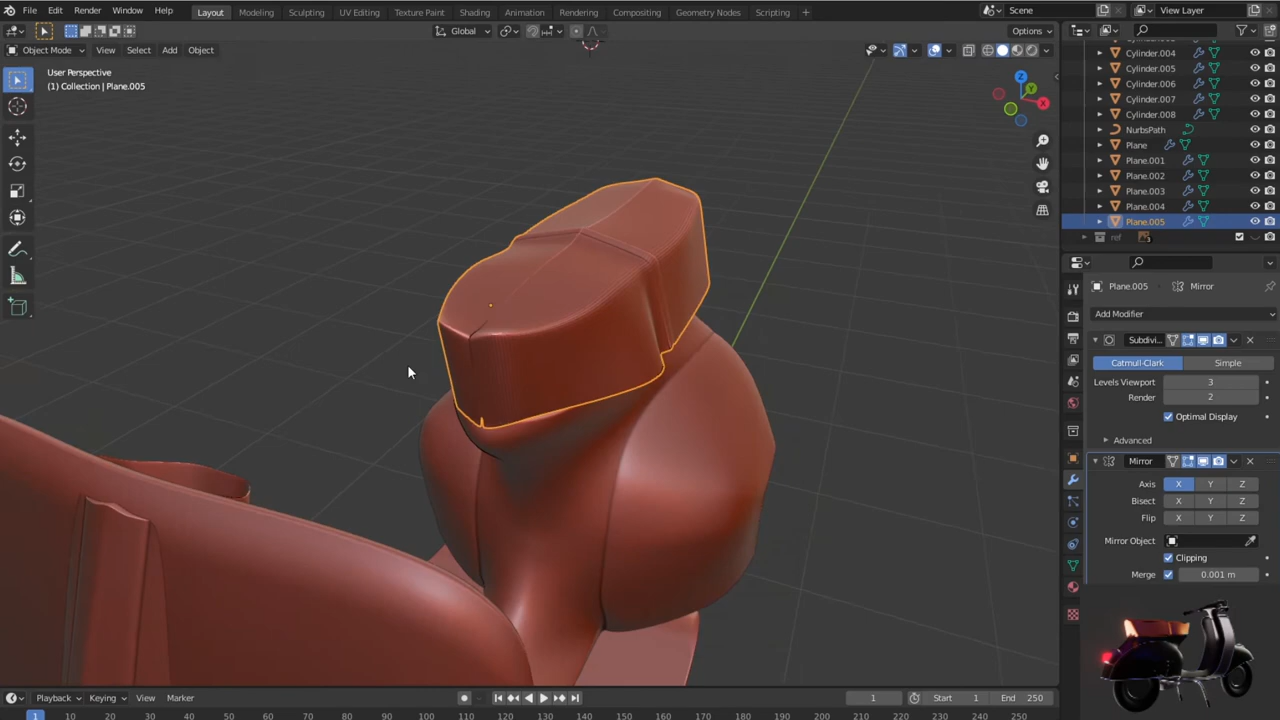 File Edit Render Window Help Layout Modeling Sculpting UV Editing Texture Paint Shading Animation Rendering Compositing Geometry Nodes Scripting + Scene View Layer
Global Options
Object Mode View Select Add Object
User Perspective
(1) Collection | Plane.005
Z
Y
X
Cylinder.004
Cylinder.005
Cylinder.006
Cylinder.007
Cylinder.008
NurbsPath
Plane
Plane.001
Plane.002
Plane.003
Plane.004
Plane.005
ref
Plane.005 Mirror
Add Modifier
Subdivi..
Catmull-Clark Simple
Levels Viewport 3
Render 2
Optimal Display
Advanced
Mirror
Axis X Y Z
Bisect X Y Z
Flip X Y Z
Mirror Object
Clipping
Merge 0.001 m
Playback Keying View Marker 1 Start 1 End 250
1 10 20 30 40 50 60 70 80 90 100 110 120 130 140 150 160 170 180 190 200 210 220 230 240 250